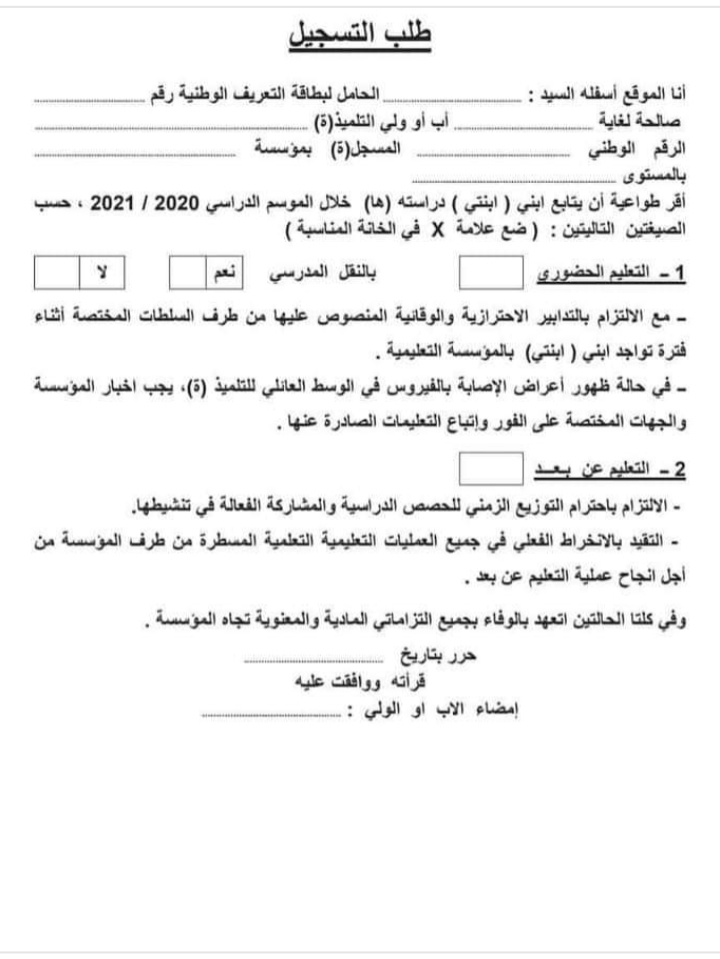 طلب التسجيل
أنا الموقع أسفله السيد : ........................ الحامل لبطاقة التعريف الوطنية رقم ........................
صالحة لغاية ........................ أب أو ولي التلميذ(ة) ........................
الرقم الوطني ........................ المسجل(ة) بمؤسسة ........................
بالمستوى ........................
أقر طواعية أن يتابع ابني ( ابنتي ) دراسته (ها) خلال الموسم الدراسي 2020 / 2021 ، حسب
الصيغتين التاليتين : ( ضع علامة X في الخانة المناسبة )
1 – التعليم الحضوري بالنقل المدرسي نعم لا
– مع الالتزام بالتدابير الاحترازية والوقائية المنصوص عليها من طرف السلطات المختصة أثناء
فترة تواجد ابني ( ابنتي) بالمؤسسة التعليمية .
– في حالة ظهور أعراض الإصابة بالفيروس في الوسط العائلي للتلميذ (ة)، يجب اخبار المؤسسة
والجهات المختصة على الفور وإتباع التعليمات الصادرة عنها .
2 – التعليم عن بعد
- الالتزام باحترام التوزيع الزمني للحصص الدراسية والمشاركة الفعالة في تنشيطها.
- التقيد بالانخراط الفعلي في جميع العمليات التعليمية التعلمية المسطرة من طرف المؤسسة من
أجل انجاح عملية التعليم عن بعد .
وفي كلتا الحالتين اتعهد بالوفاء بجميع التزاماتي المادية والمعنوية تجاه المؤسسة .
حرر بتاريخ ........................
قرأته ووافقت عليه
إمضاء الاب او الولي : ........................